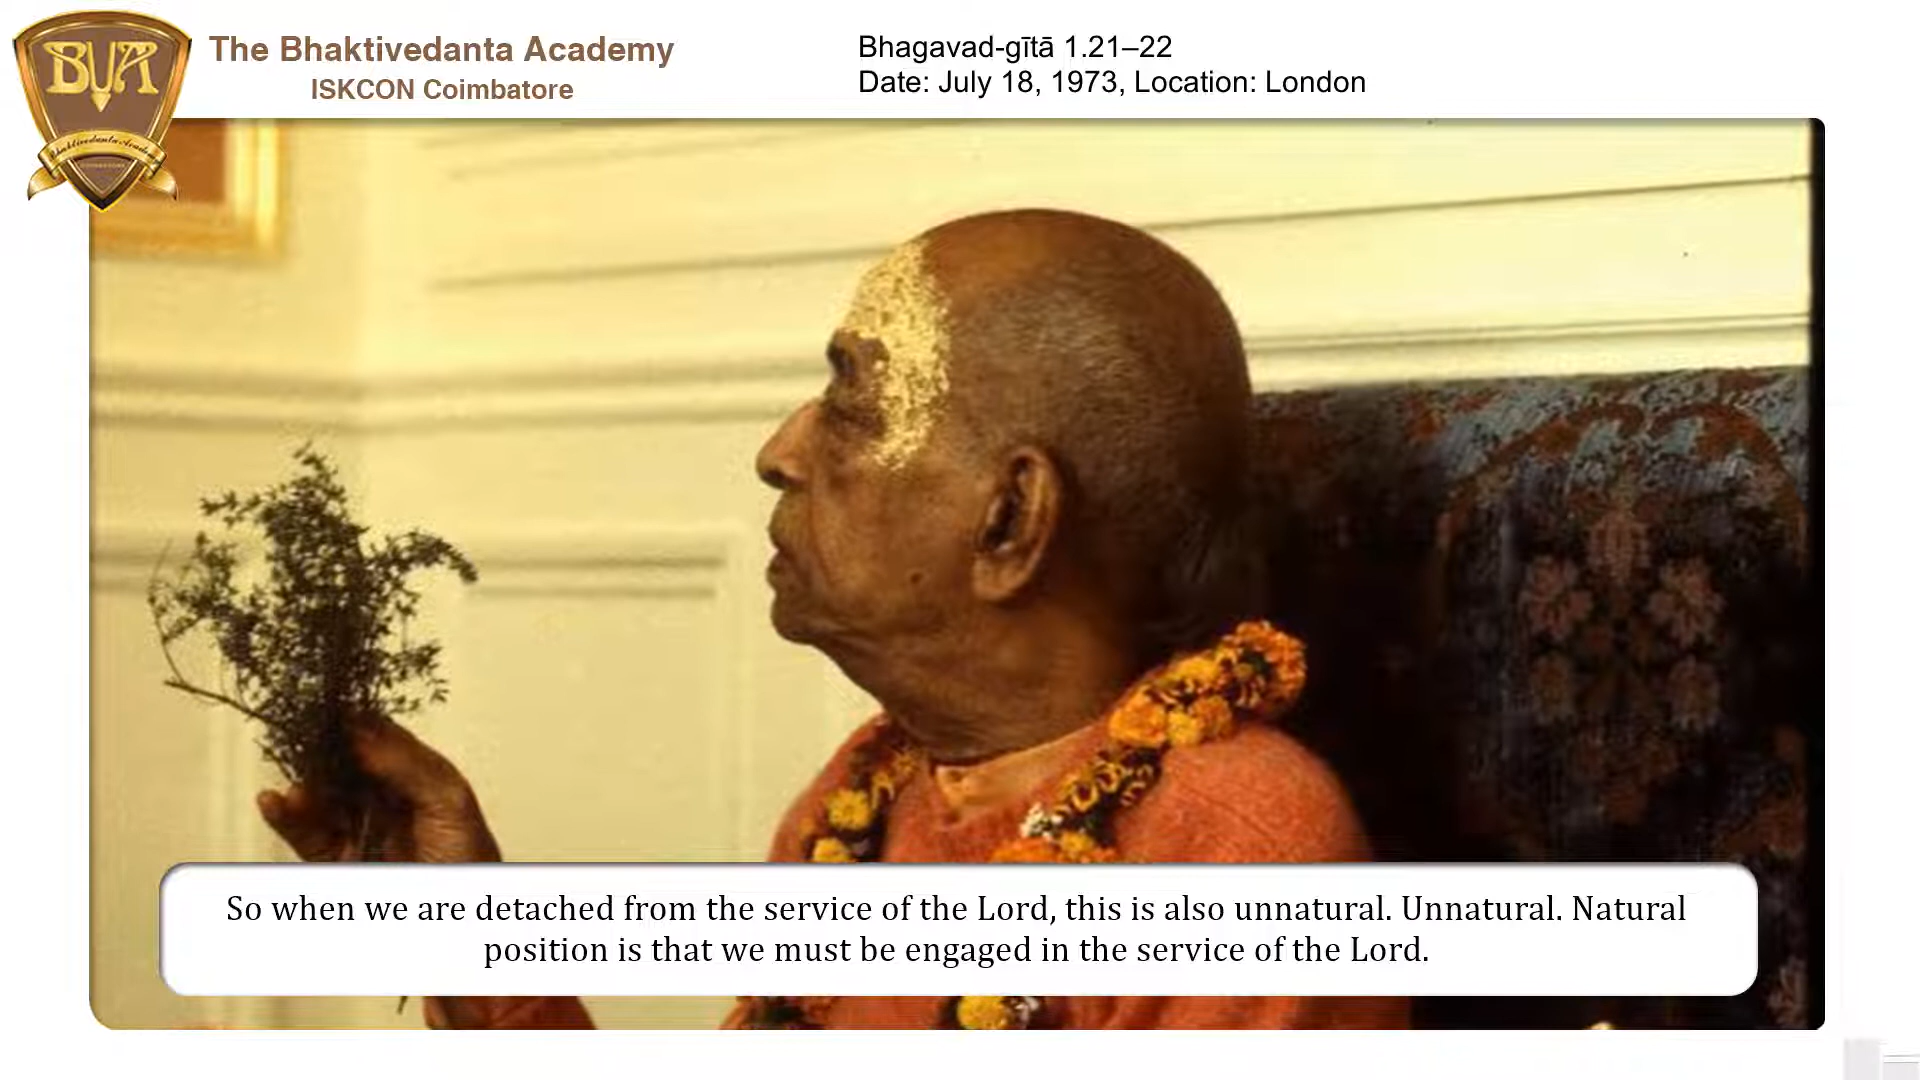 BVA
The Bhaktivedanta Academy
ISKCON Coimbatore
Bhagavad-gītā 1.21–22
Date: July 18, 1973, Location: London
Bhaktivedanta Academy
So when we are detached from the service of the Lord, this is also unnatural. Unnatural. Natural
position is that we must be engaged in the service of the Lord.